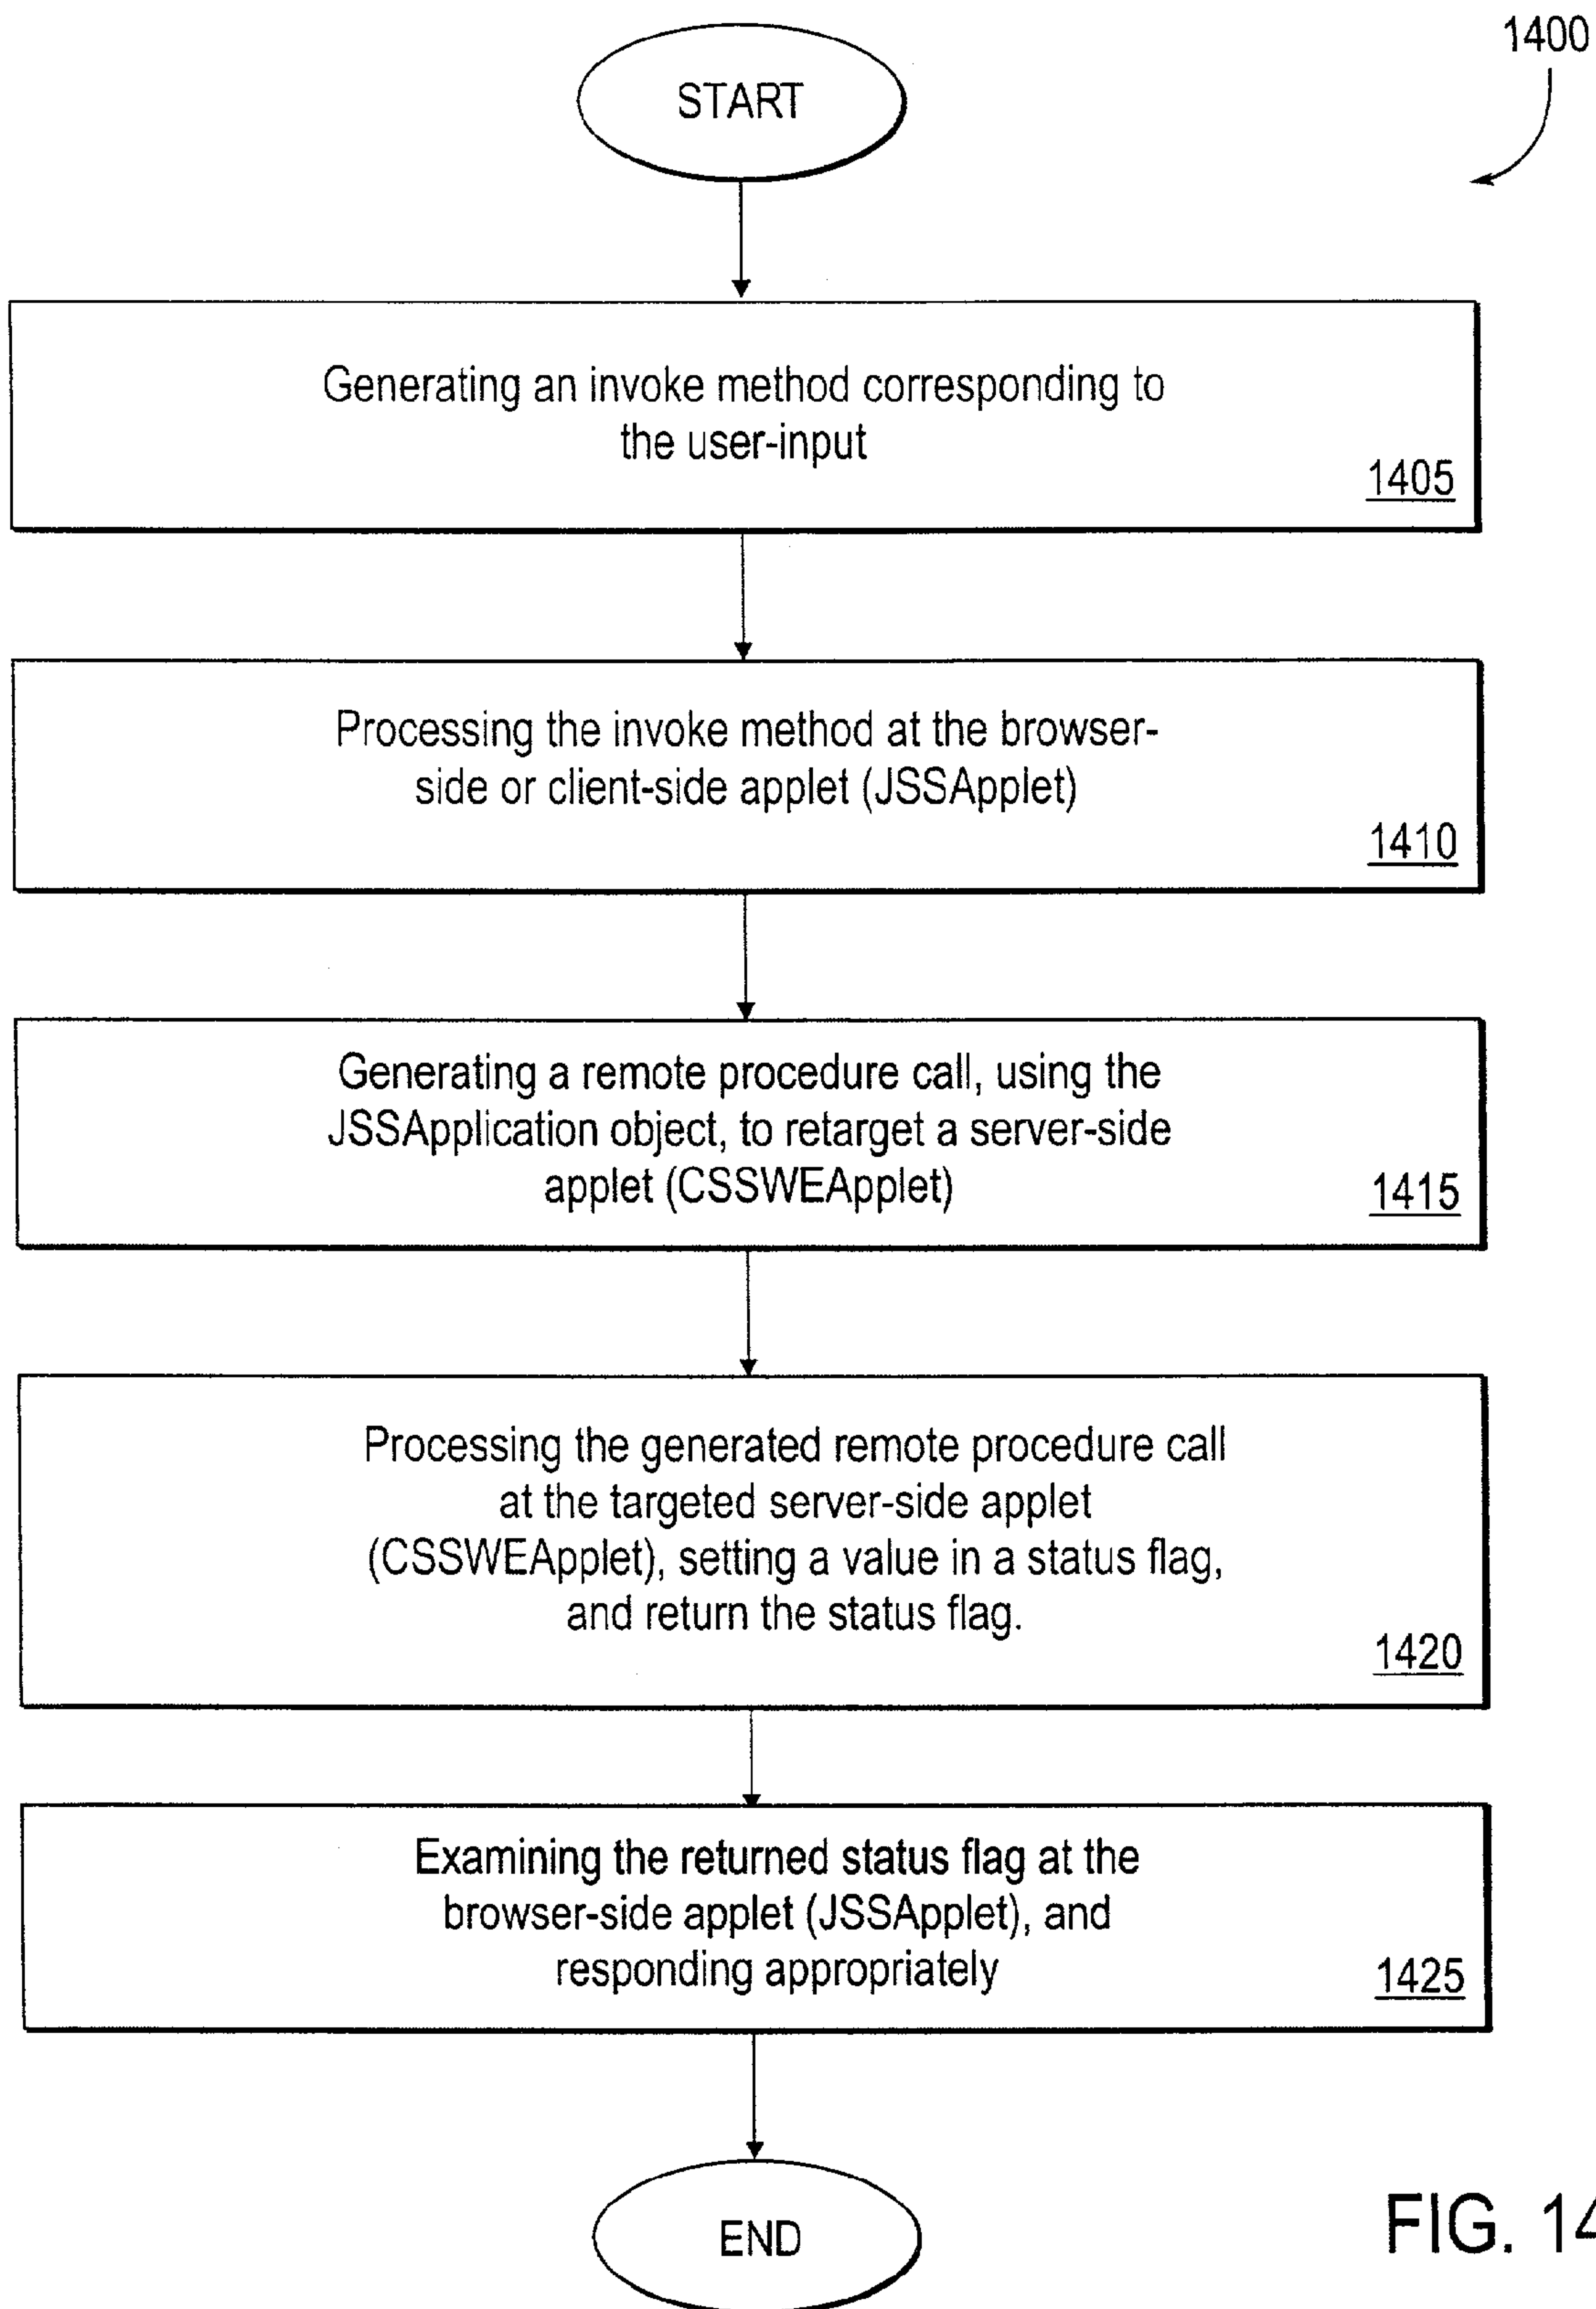 1400
START
Generating an invoke method corresponding to
the user-input
1405
Processing the invoke method at the browser-
side or client-side applet (JSSApplet)
1410
Generating a remote procedure call, using the
JSSApplication object, to retarget a server-side
applet (CSSWEApplet)
1415
Processing the generated remote procedure call
at the targeted server-side applet
(CSSWEApplet), setting a value in a status flag,
and return the status flag.
1420
Examining the returned status flag at the
browser-side applet (JSSApplet), and
responding appropriately
1425
END
FIG. 14